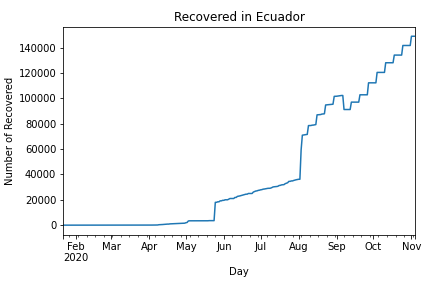 Recovered in Ecuador
Number of Recovered
140000
120000
100000
80000
60000
40000
20000
0
Feb Mar Apr May Jun Jul Aug Sep Oct Nov
2020
Day